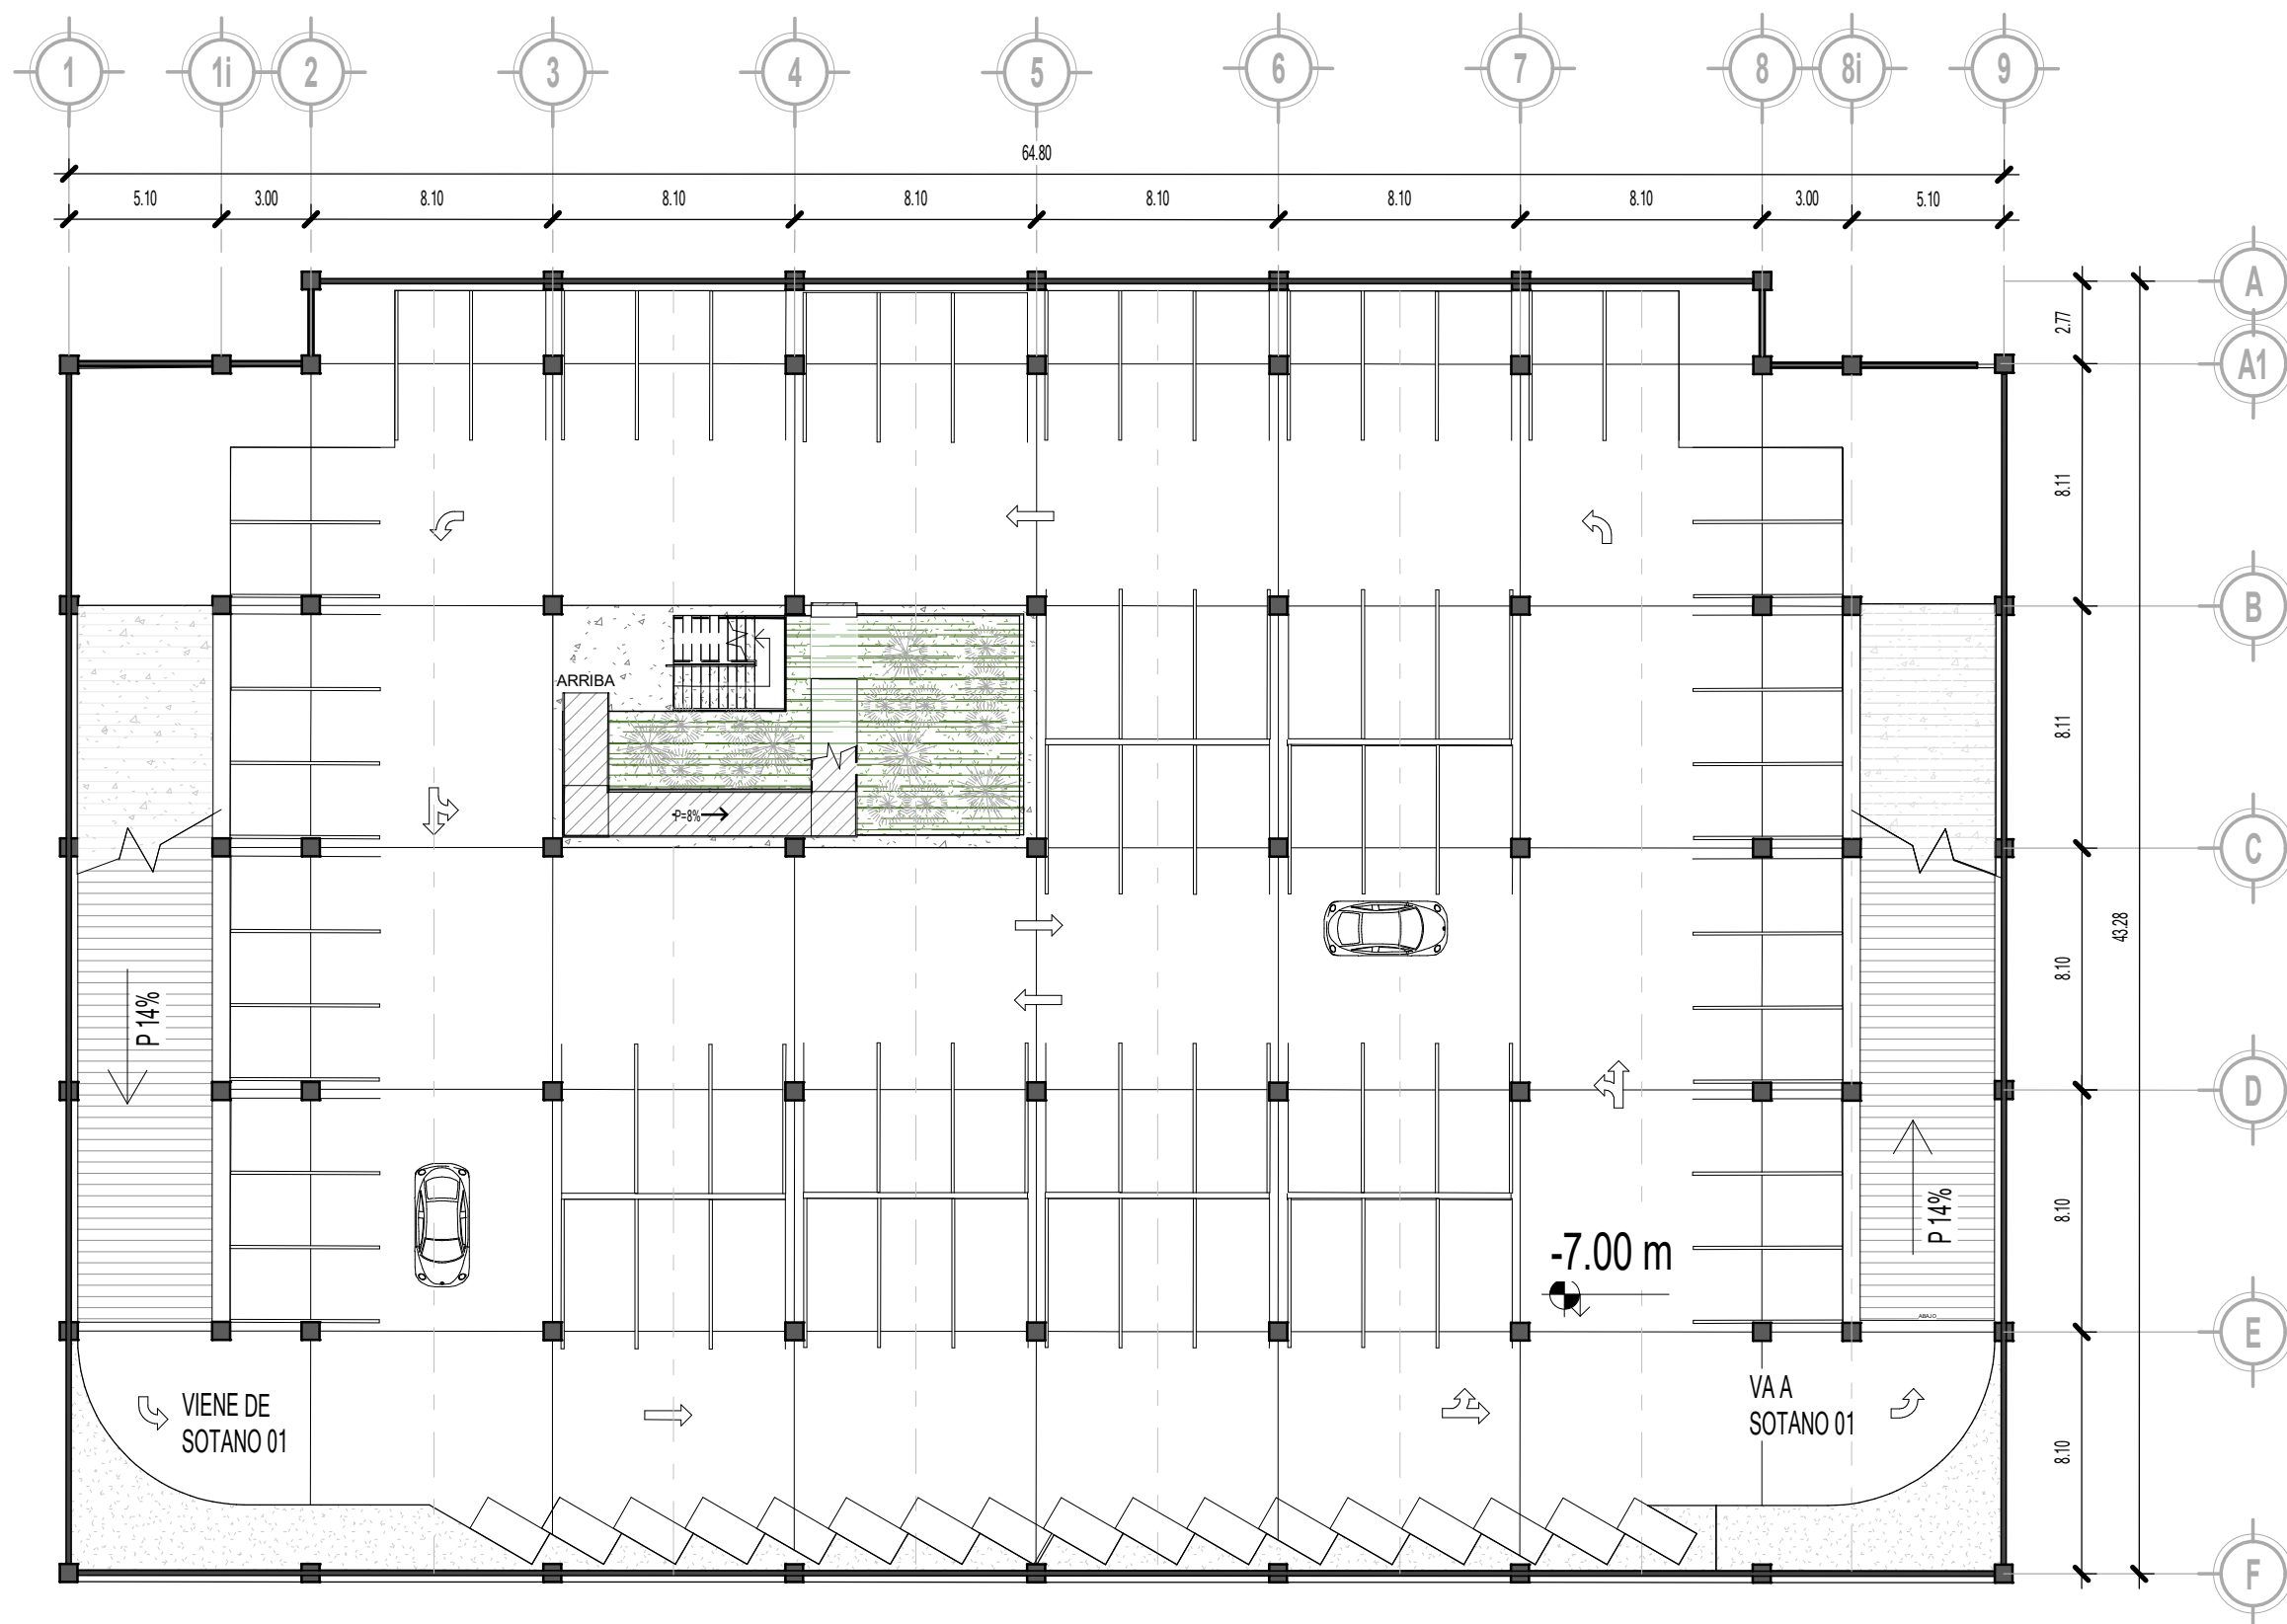 1 1i 2 3 4 5 6 7 8 8i 9
64.80
5.10 3.00 8.10 8.10 8.10 8.10 8.10 8.10 3.00 5.10
A
2.77
A1
8.11
B
ARRIBA
8.11
P=8%
C
43.28
8.10
P 14%
D
8.10
P 14%
-7.00 m
ABAJO
E
VIENE DE
SOTANO 01
VA A
SOTANO 01
8.10
F